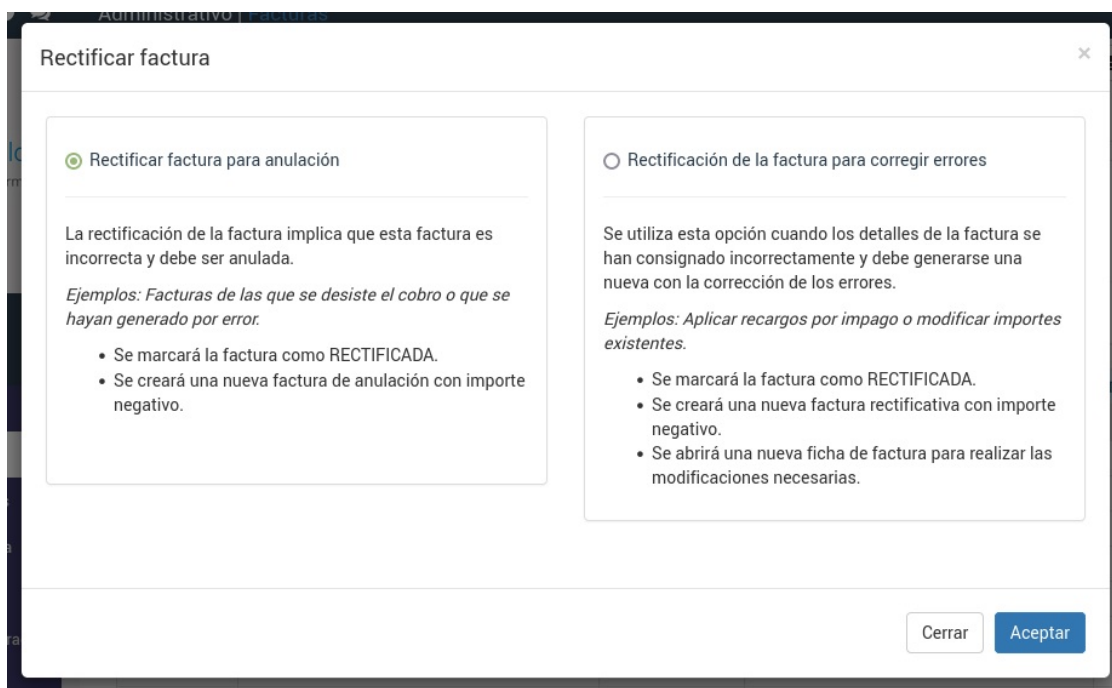 Administrativo | Facturas
Rectificar factura
×
Rectificar factura para anulación
La rectificación de la factura implica que esta factura es
incorrecta y debe ser anulada.
Ejemplos: Facturas de las que se desiste el cobro o que se
hayan generado por error.
• Se marcará la factura como RECTIFICADA.
• Se creará una nueva factura de anulación con importe
negativo.
Rectificación de la factura para corregir errores
Se utiliza esta opción cuando los detalles de la factura se
han consignado incorrectamente y debe generarse una
nueva con la corrección de los errores.
Ejemplos: Aplicar recargos por impago o modificar importes
existentes.
• Se marcará la factura como RECTIFICADA.
• Se creará una nueva factura rectificativa con importe
negativo.
• Se abrirá una nueva ficha de factura para realizar las
modificaciones necesarias.
Cerrar
Aceptar